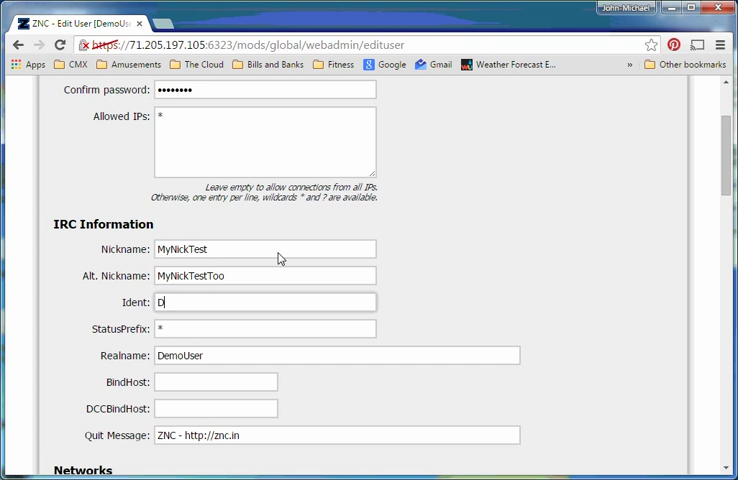 John-Michael
ZNC - Edit User [DemoUse
https://71.205.197.105:6323/mods/global/webadmin/edituser
Apps CMX Amusements The Cloud Bills and Banks Fitness Google Gmail Weather Forecast E... » Other bookmarks
Confirm password: ••••••••
Allowed IPs: *
Leave empty to allow connections from all IPs.
Otherwise, one entry per line, wildcards * and ? are available.
IRC Information
Nickname: MyNickTest
Alt. Nickname: MyNickTestToo
Ident: D
StatusPrefix: *
Realname: DemoUser
BindHost:
DCCBindHost:
Quit Message: ZNC - http://znc.in
Networks